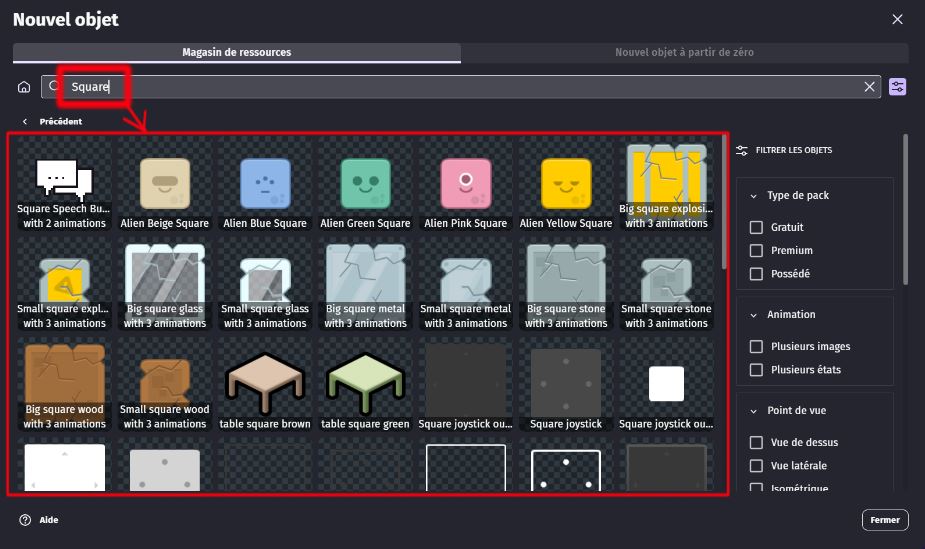 Nouvel objet
Magasin de ressources
Nouvel objet à partir de zéro
Square
Précédent
Square Speech Bu...
with 2 animations
Alien Beige Square
Alien Blue Square
Alien Green Square
Alien Pink Square
Alien Yellow Square
Big square explosi...
with 3 animations
Small square expl...
with 3 animations
Big square glass
with 3 animations
Small square glass
with 3 animations
Big square metal
with 3 animations
Small square metal
with 3 animations
Big square stone
with 3 animations
Small square stone
with 3 animations
Big square wood
with 3 animations
Small square wood
with 3 animations
table square brown
table square green
Square joystick ou...
Square joystick
Square joystick ou...
FILTRER LES OBJETS
Type de pack
Gratuit
Premium
Possédé
Animation
Plusieurs images
Plusieurs états
Point de vue
Vue de dessus
Vue latérale
Isométrique
Aide
Fermer